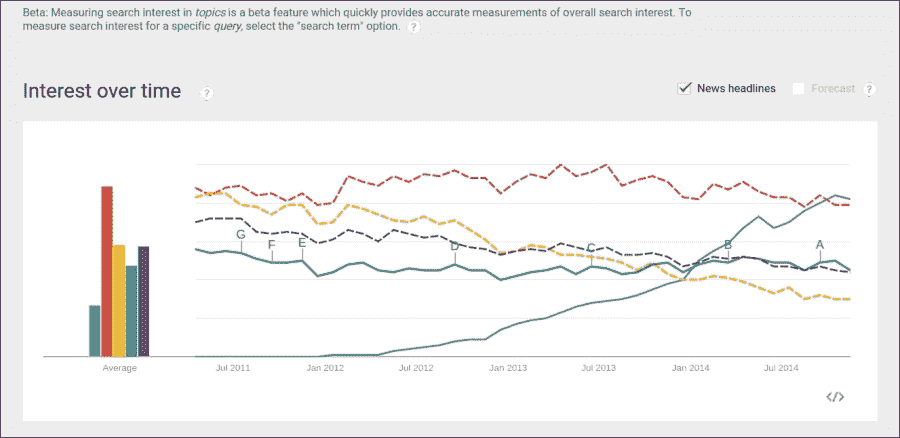 Beta: Measuring search interest in topics is a beta feature which quickly provides accurate measurements of overall search interest. To
measure search interest for a specific query, select the "search term" option. ?
Interest over time ?
News headlines
Forecast ?
G
F
E
D
C
B
A
Average
Jul 2011
Jan 2012
Jul 2012
Jan 2013
Jul 2013
Jan 2014
Jul 2014
</>